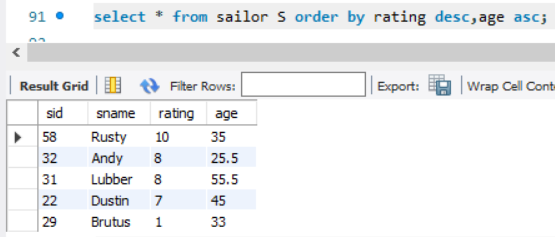 91 select * from sailor S order by rating desc,age asc;
Result Grid Filter Rows: Export: Wrap Cell
sid sname rating age
58 Rusty 10 35
32 Andy 8 25.5
31 Lubber 8 55.5
22 Dustin 7 45
29 Brutus 1 33